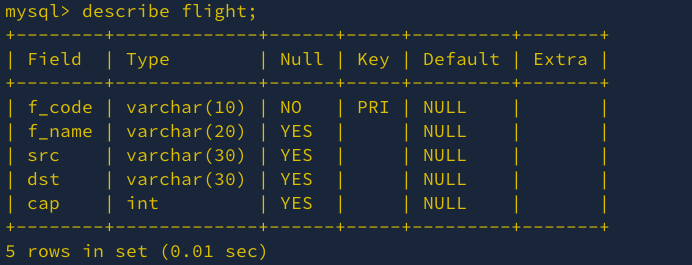 mysql> describe flight;
+--------+-------------+------+-----+---------+-------+
| Field  | Type        | Null | Key | Default | Extra |
+--------+-------------+------+-----+---------+-------+
| f_code | varchar(10) | NO   | PRI | NULL    |       |
| f_name | varchar(20) | YES  |     | NULL    |       |
| src    | varchar(30) | YES  |     | NULL    |       |
| dst    | varchar(30) | YES  |     | NULL    |       |
| cap    | int         | YES  |     | NULL    |       |
+--------+-------------+------+-----+---------+-------+
5 rows in set (0.01 sec)